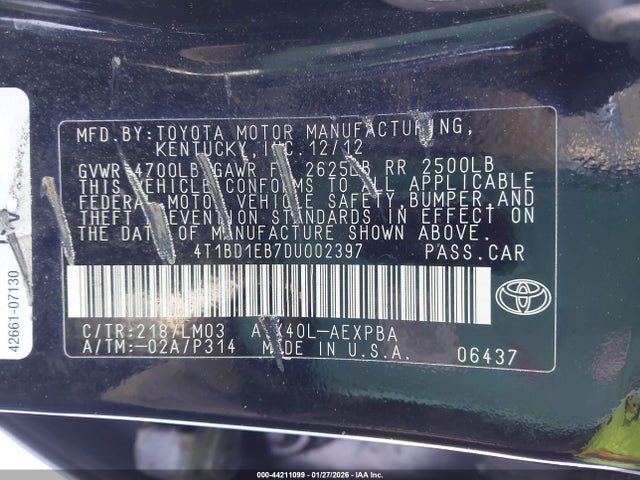 MFD.BY: TOYOTA MOTOR MANUFACTURING,
KENTUCKY, INC. 12/12
GVWR 4700LB GAWR FR 2625LB RR 2500LB
THIS VEHICLE CONFORMS TO ALL APPLICABLE
FEDERAL MOTOR VEHICLE SAFETY, BUMPER, AND
THEFT PREVENTION STANDARDS IN EFFECT ON
THE DATE OF MANUFACTURE SHOWN ABOVE.
4T1BD1EB7DU002397 PASS.CAR
C/TR:218/LM03 AVX40L-AEXPBA
A/TM:-02A/P314 MADE IN U.S.A. 06437
42661-07130
000-44211099 | 01/27/2026 | IAA Inc.